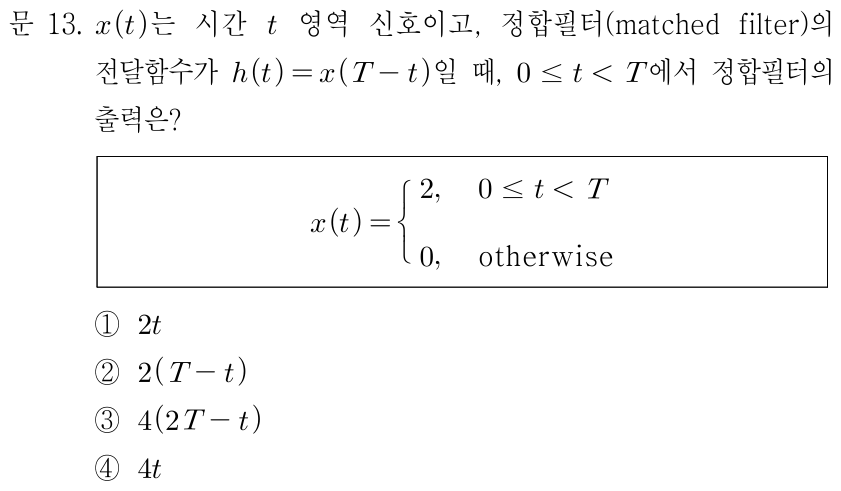 문 13. x(t)는 시간 t 영역 신호이고, 정합필터(matched filter)의
전달함수가 h(t)=x(T-t)일 때, 0≤t<T에서 정합필터의
출력은?
x(t)={ 2, 0≤t<T
0, otherwise
① 2t
② 2(T-t)
③ 4(2T-t)
④ 4t